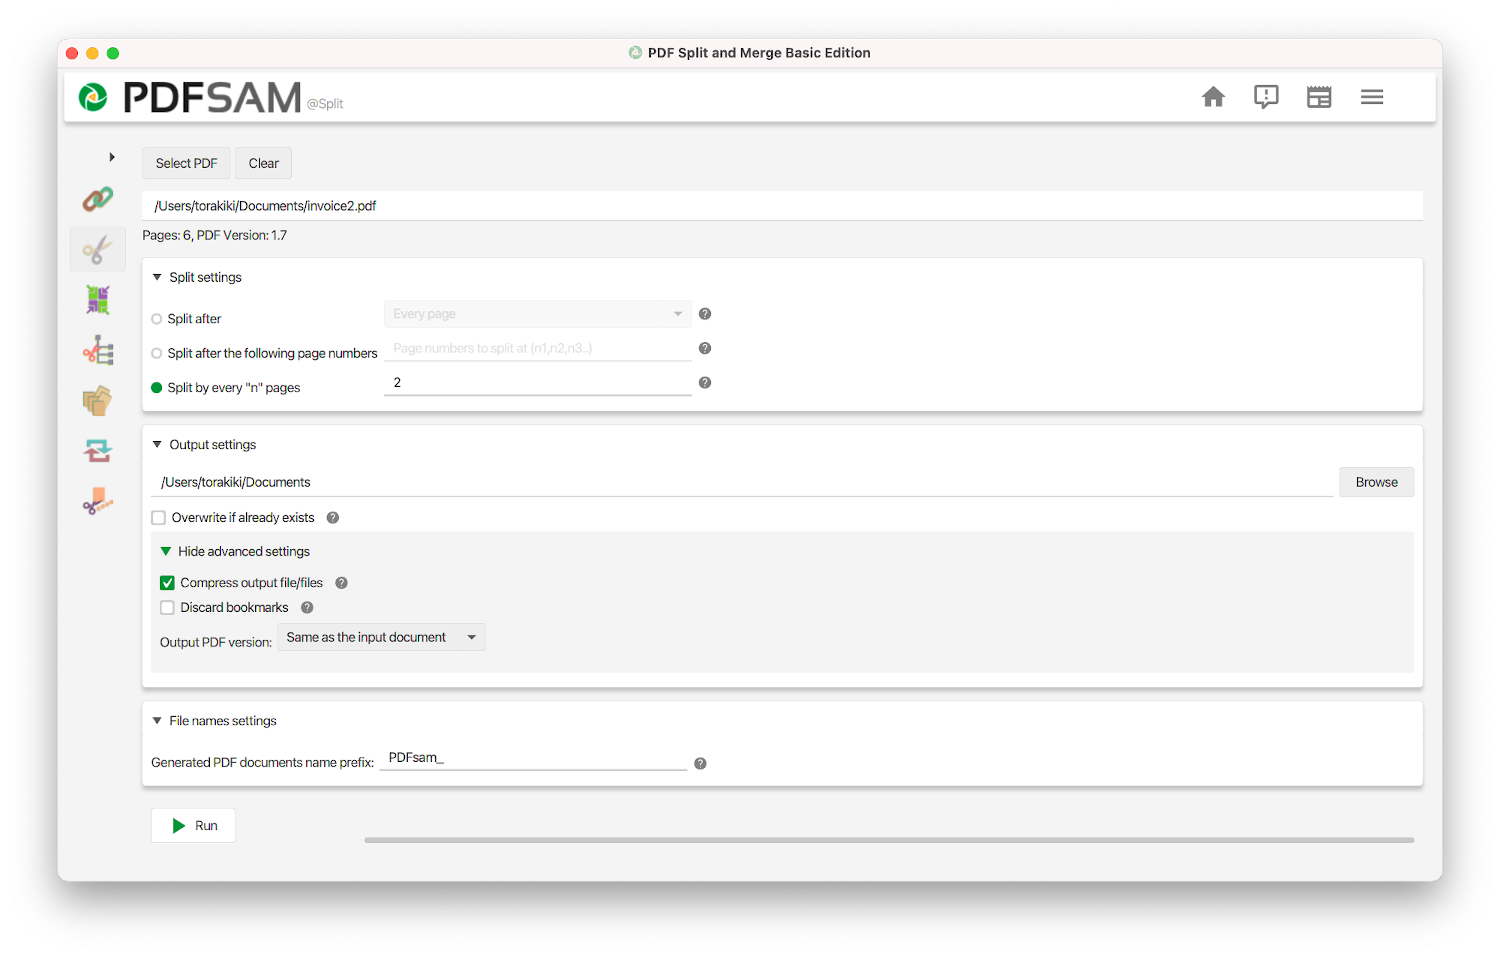 PDF Split and Merge Basic Edition
PDFSAM @Split
Select PDF Clear
/Users/torakiki/Documents/invoice2.pdf
Pages: 6, PDF Version: 1.7
Split settings
Split after Every page
Split after the following page numbers Page numbers to split at (n1,n2,n3..)
Split by every "n" pages 2
Output settings
/Users/torakiki/Documents Browse
Overwrite if already exists
Hide advanced settings
Compress output file/files
Discard bookmarks
Output PDF version: Same as the input document
File names settings
Generated PDF documents name prefix: PDFsam_
Run